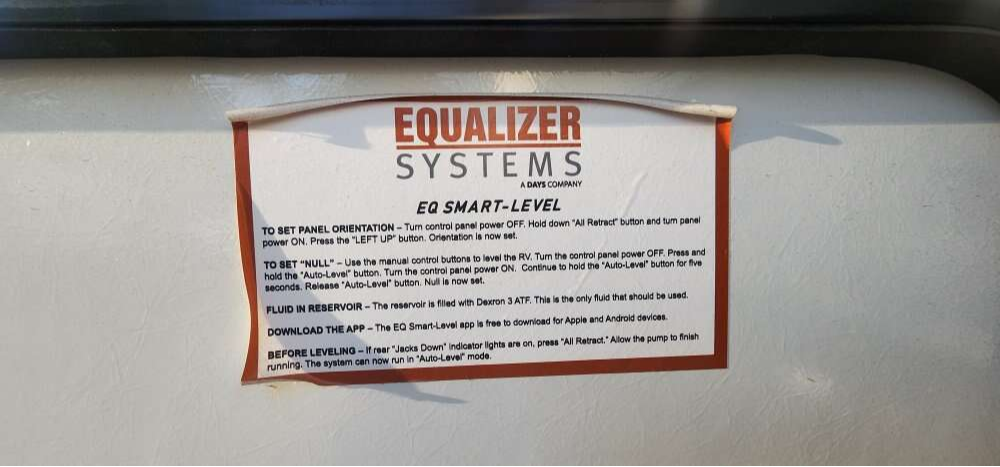 EQUALIZER
SYSTEMS
A DAYS COMPANY
EQ SMART-LEVEL
TO SET PANEL ORIENTATION – Turn control panel power OFF. Hold down "All Retract" button and turn panel
power ON. Press the "LEFT UP" button. Orientation is now set.
TO SET "NULL" – Use the manual control buttons to level the RV. Turn the control panel power OFF. Press and
hold the "Auto-Level" button. Turn the control panel power ON. Continue to hold the "Auto-Level" button for five
seconds. Release "Auto-Level" button. Null is now set.
FLUID IN RESERVOIR – The reservoir is filled with Dexron 3 ATF. This is the only fluid that should be used.
DOWNLOAD THE APP – The EQ Smart-Level app is free to download for Apple and Android devices.
BEFORE LEVELING – If rear "Jacks Down" indicator lights are on, press "All Retract." Allow the pump to finish
running. The system can now run in "Auto-Level" mode.